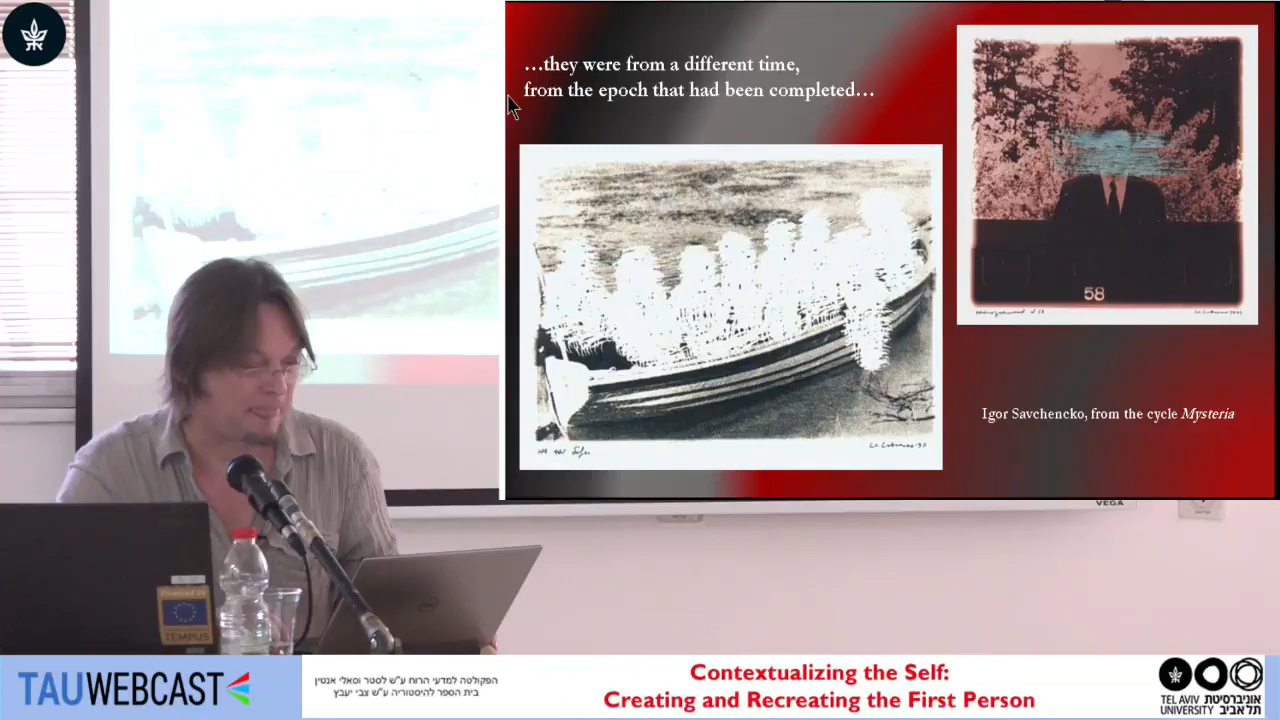 …they were from a different time,
from the epoch that had been completed…
58
Igor Savchencko, from the cycle Mysteria
VEGA
TEMPUS
TAUWEBCAST
הפקולטה למדעי הרוח ע"ש לסטר וסאלי אנטין
בית הספר להיסטוריה ע"ש צבי יעבץ
Contextualizing the Self:
Creating and Recreating the First Person
TEL AVIV UNIVERSITY
אוניברסיטת תל אביב